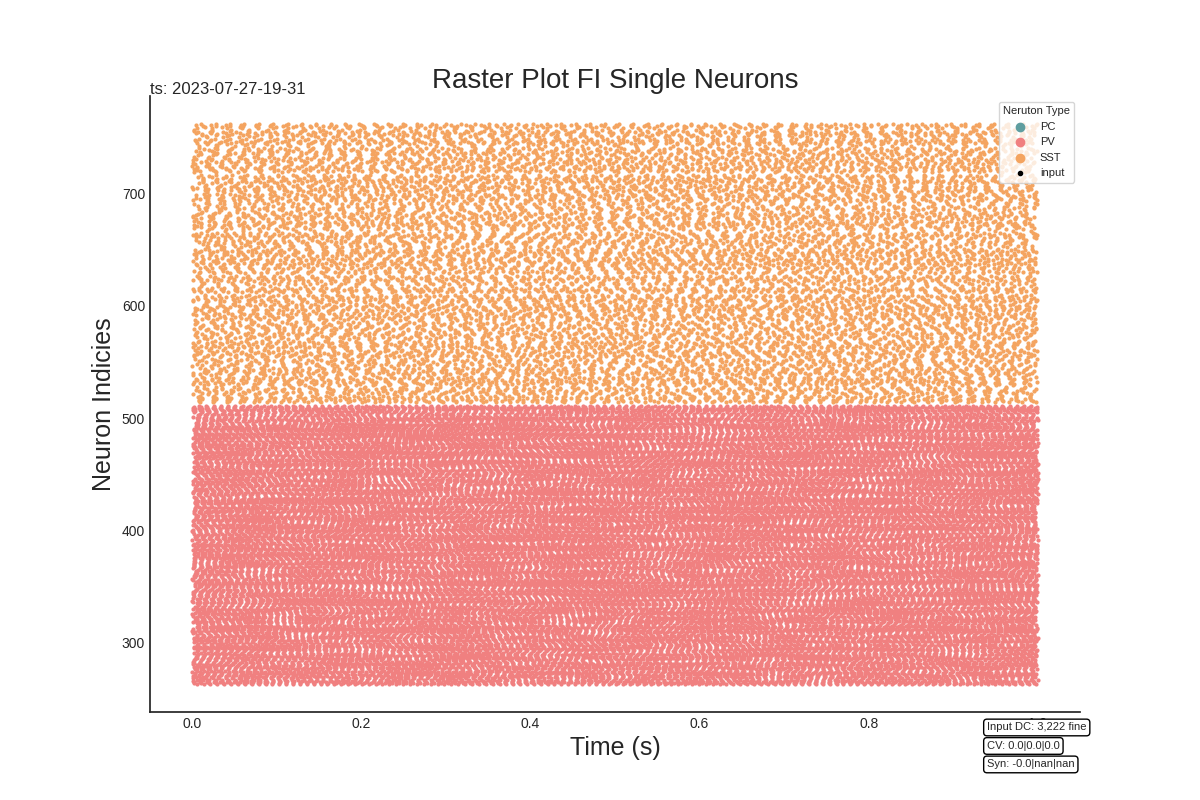 Raster Plot FI Single Neurons
ts: 2023-07-27-19-31
Neruton Type
PC
PV
SST
input
Neuron Indicies
700
600
500
400
300
0.0 0.2 0.4 0.6 0.8
Time (s)
Input DC: 3,222 fine
CV: 0.0|0.0|0.0
Syn: -0.0|nan|nan